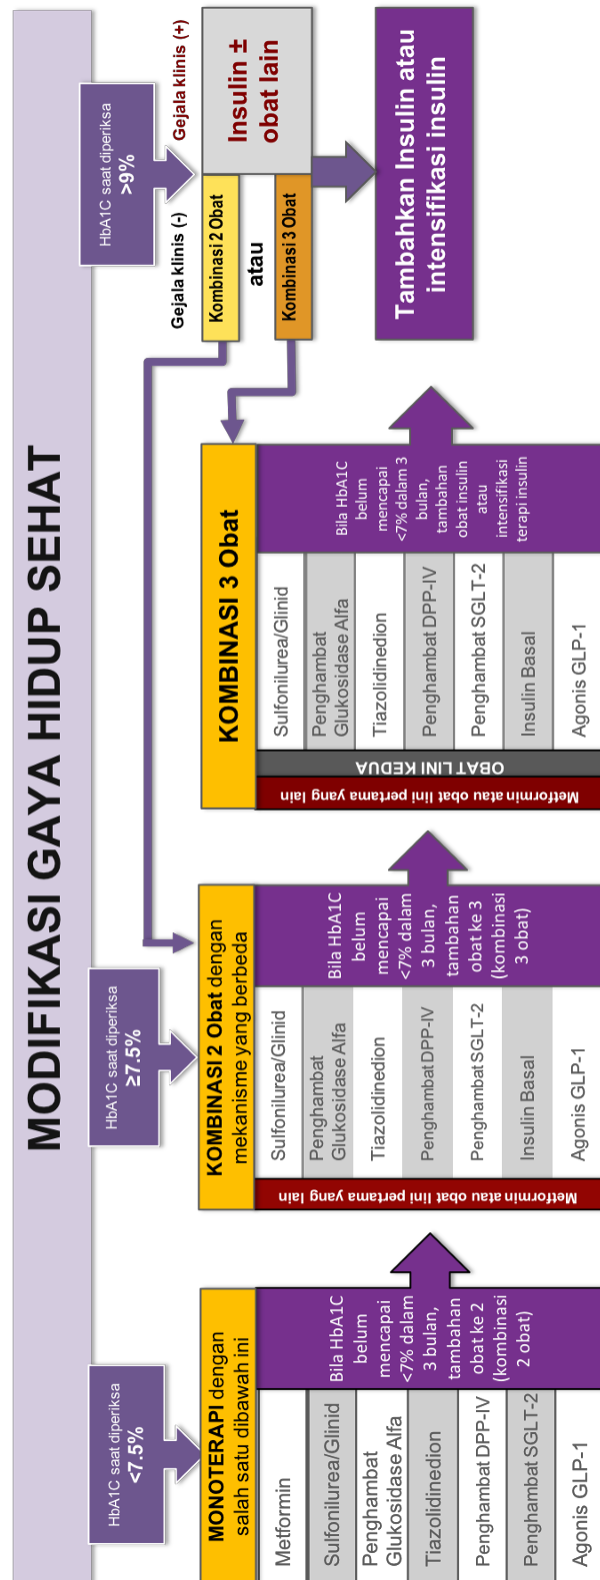 MODIFIKASI GAYA HIDUP SEHAT
HbA1C saat diperiksa
<7.5%
MONOTERAPI dengan
salah satu dibawah ini
Metformin
Sulfonilurea/Glinid
Penghambat
Glukosidase Alfa
Tiazolidinedion
Penghambat DPP-IV
Penghambat SGLT-2
Agonis GLP-1
Bila HbA1C
belum
mencapai
<7% dalam
3 bulan,
tambahan
obat ke 2
(kombinasi
2 obat)
HbA1C saat diperiksa
≥7.5%
KOMBINASI 2 Obat dengan
mekanisme yang berbeda
Metformin atau obat lini pertama yang lain
Sulfonilurea/Glinid
Penghambat
Glukosidase Alfa
Tiazolidinedion
Penghambat DPP-IV
Penghambat SGLT-2
Insulin Basal
Agonis GLP-1
Bila HbA1C
belum
mencapai
<7% dalam
3 bulan,
tambahan
obat ke 3
(kombinasi
3 obat)
KOMBINASI 3 Obat
Metformin atau obat lini pertama yang lain
OBAT LINI KEDUA
Sulfonilurea/Glinid
Penghambat
Glukosidase Alfa
Tiazolidinedion
Penghambat DPP-IV
Penghambat SGLT-2
Insulin Basal
Agonis GLP-1
Bila HbA1C
belum
mencapai
<7% dalam 3
bulan,
tambahan
obat insulin
atau
intensifikasi
terapi insulin
HbA1C saat diperiksa
>9%
Gejala klinis (-)
Gejala klinis (+)
Kombinasi 2 Obat
atau
Kombinasi 3 Obat
Insulin ±
obat lain
Tambahkan Insulin atau
intensifikasi insulin